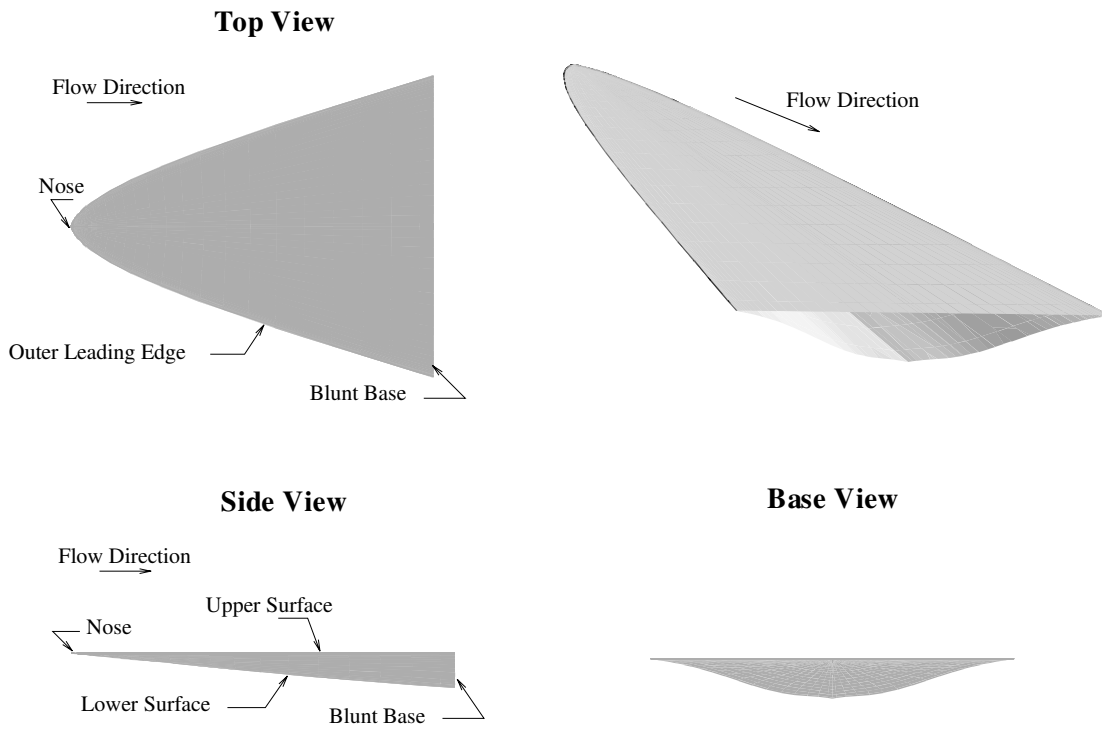 Top View
Flow Direction
Nose
Outer Leading Edge
Blunt Base
Flow Direction
Side View
Flow Direction
Upper Surface
Nose
Lower Surface
Blunt Base
Base View